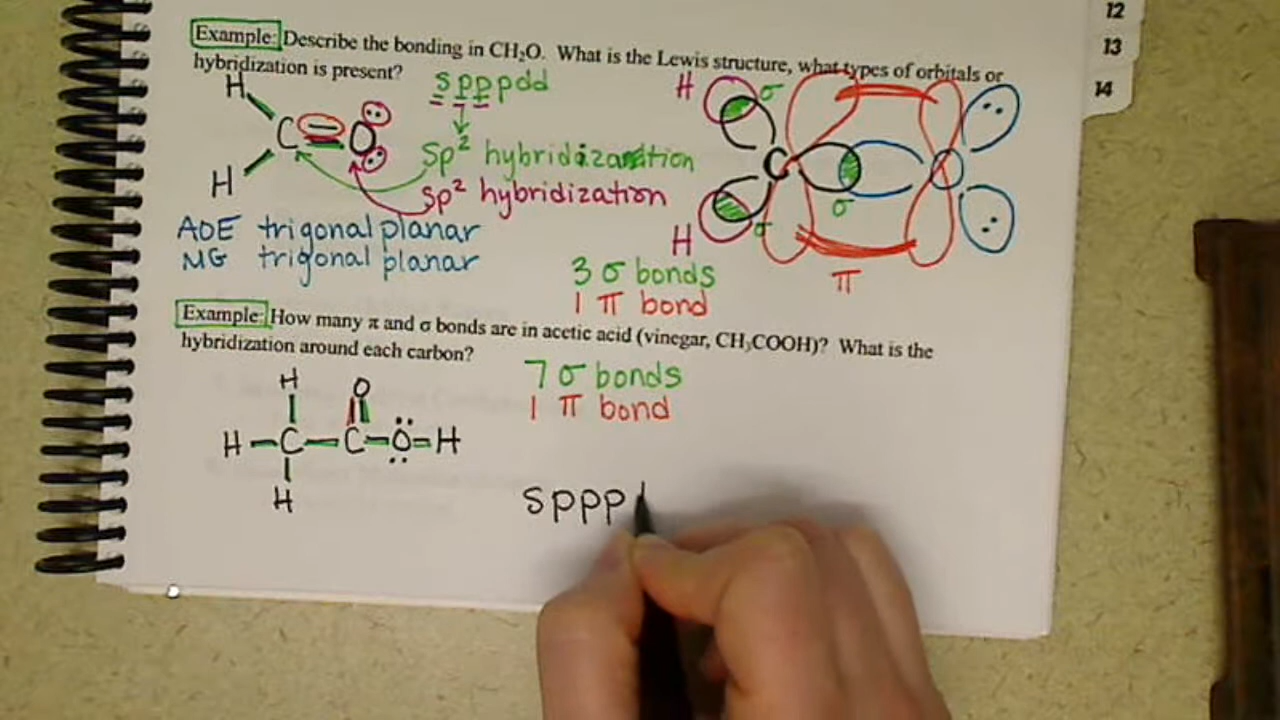 12
13
14
Example: Describe the bonding in CH₂O. What is the Lewis structure, what types of orbitals or
hybridization is present?
spppdd
H
C O
H
sp² hybridization
sp² hybridization
AOE trigonal planar
MG trigonal planar
3 σ bonds
1 π bond
H σ
C
σ
H σ
π
Example: How many π and σ bonds are in acetic acid (vinegar, CH₃COOH)? What is the
hybridization around each carbon?
7 σ bonds
1 π bond
H O
H-C-C-O-H
H
sppp